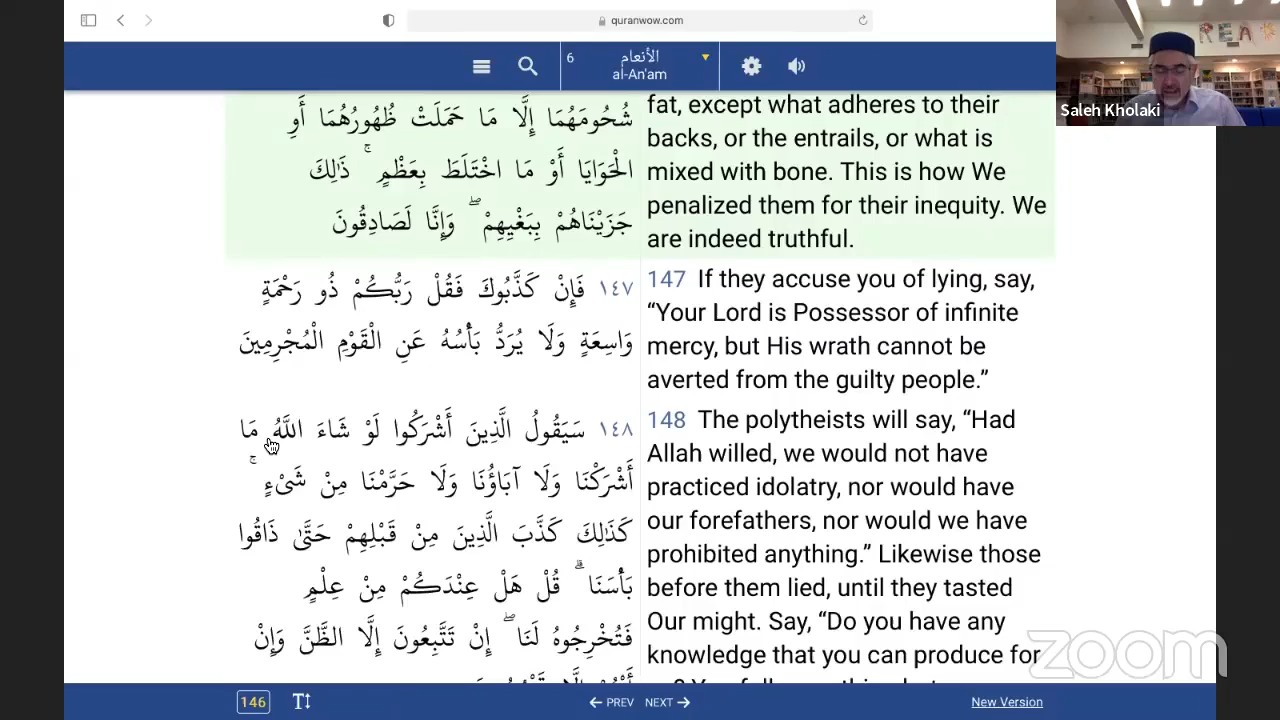 quranwow.com
6
الأنعام
al-An'am
Saleh Kholaki
شُحُومَهُمَا إِلَّا مَا حَمَلَتْ ظُهُورُهُمَا أَوِ
الْحَوَايَا أَوْ مَا اخْتَلَطَ بِعَظْمٍ ۚ ذَٰلِكَ
جَزَيْنَاهُمْ بِبَغْيِهِمْ ۖ وَإِنَّا لَصَادِقُونَ
fat, except what adheres to their
backs, or the entrails, or what is
mixed with bone. This is how We
penalized them for their inequity. We
are indeed truthful.
١٤٧ فَإِنْ كَذَّبُوكَ فَقُلْ رَبُّكُمْ ذُو رَحْمَةٍ
وَاسِعَةٍ وَلَا يُرَدُّ بَأْسُهُ عَنِ الْقَوْمِ الْمُجْرِمِينَ
147 If they accuse you of lying, say,
“Your Lord is Possessor of infinite
mercy, but His wrath cannot be
averted from the guilty people.”
١٤٨ سَيَقُولُ الَّذِينَ أَشْرَكُوا لَوْ شَاءَ اللَّهُ مَا
أَشْرَكْنَا وَلَا آبَاؤُنَا وَلَا حَرَّمْنَا مِنْ شَيْءٍ ۚ
كَذَٰلِكَ كَذَّبَ الَّذِينَ مِنْ قَبْلِهِمْ حَتَّىٰ ذَاقُوا
بَأْسَنَا ۗ قُلْ هَلْ عِنْدَكُمْ مِنْ عِلْمٍ
فَتُخْرِجُوهُ لَنَا ۖ إِنْ تَتَّبِعُونَ إِلَّا الظَّنَّ وَإِنْ
148 The polytheists will say, “Had
Allah willed, we would not have
practiced idolatry, nor would have
our forefathers, nor would we have
prohibited anything.” Likewise those
before them lied, until they tasted
Our might. Say, “Do you have any
knowledge that you can produce for
zoom
146
PREV NEXT
New Version